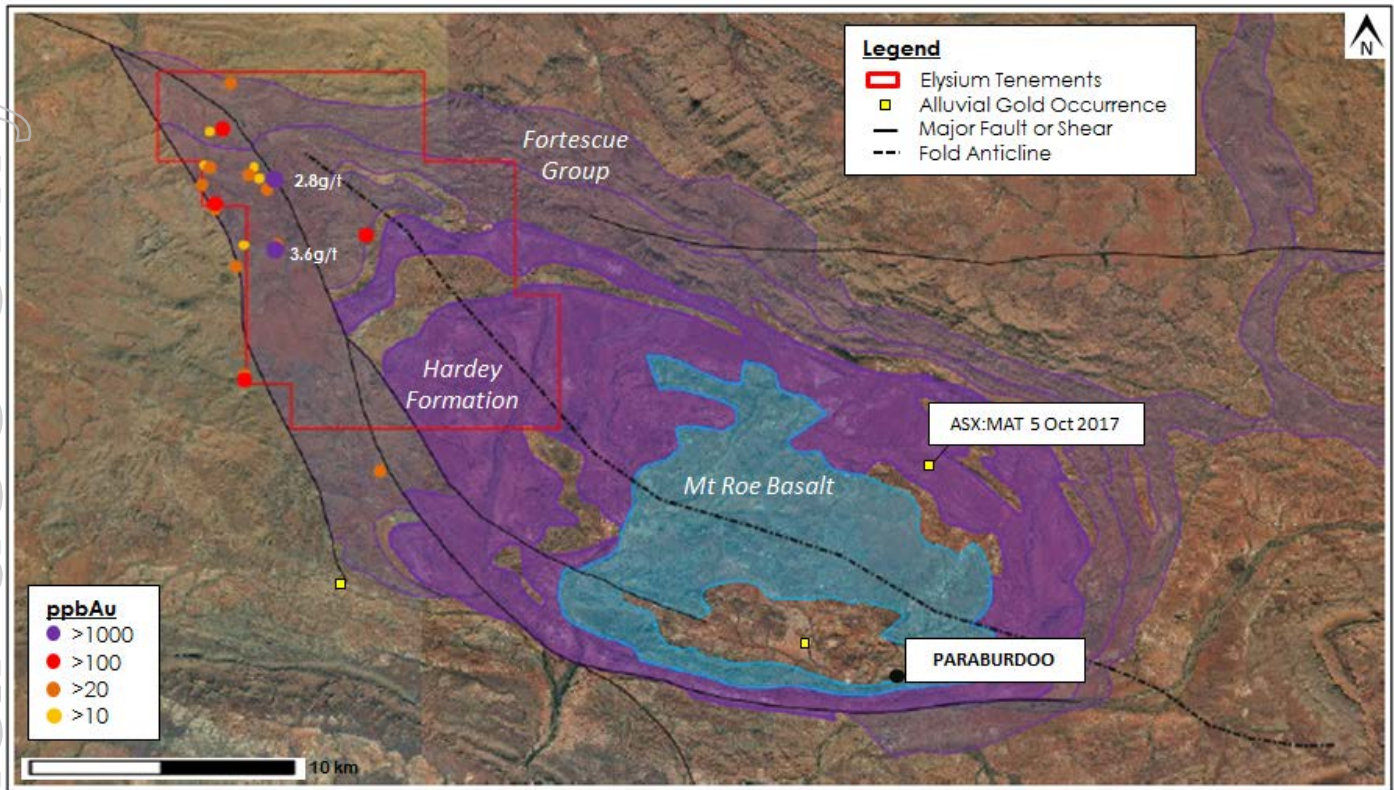 N
Legend
Elysium Tenements
Alluvial Gold Occurrence
Major Fault or Shear
Fold Anticline
Fortescue
Group
2.8g/t
3.6g/t
Hardey
Formation
ASX:MAT 5 Oct 2017
Mt Roe Basalt
PARABURDOO
ppbAu
>1000
>100
>20
>10
10 km